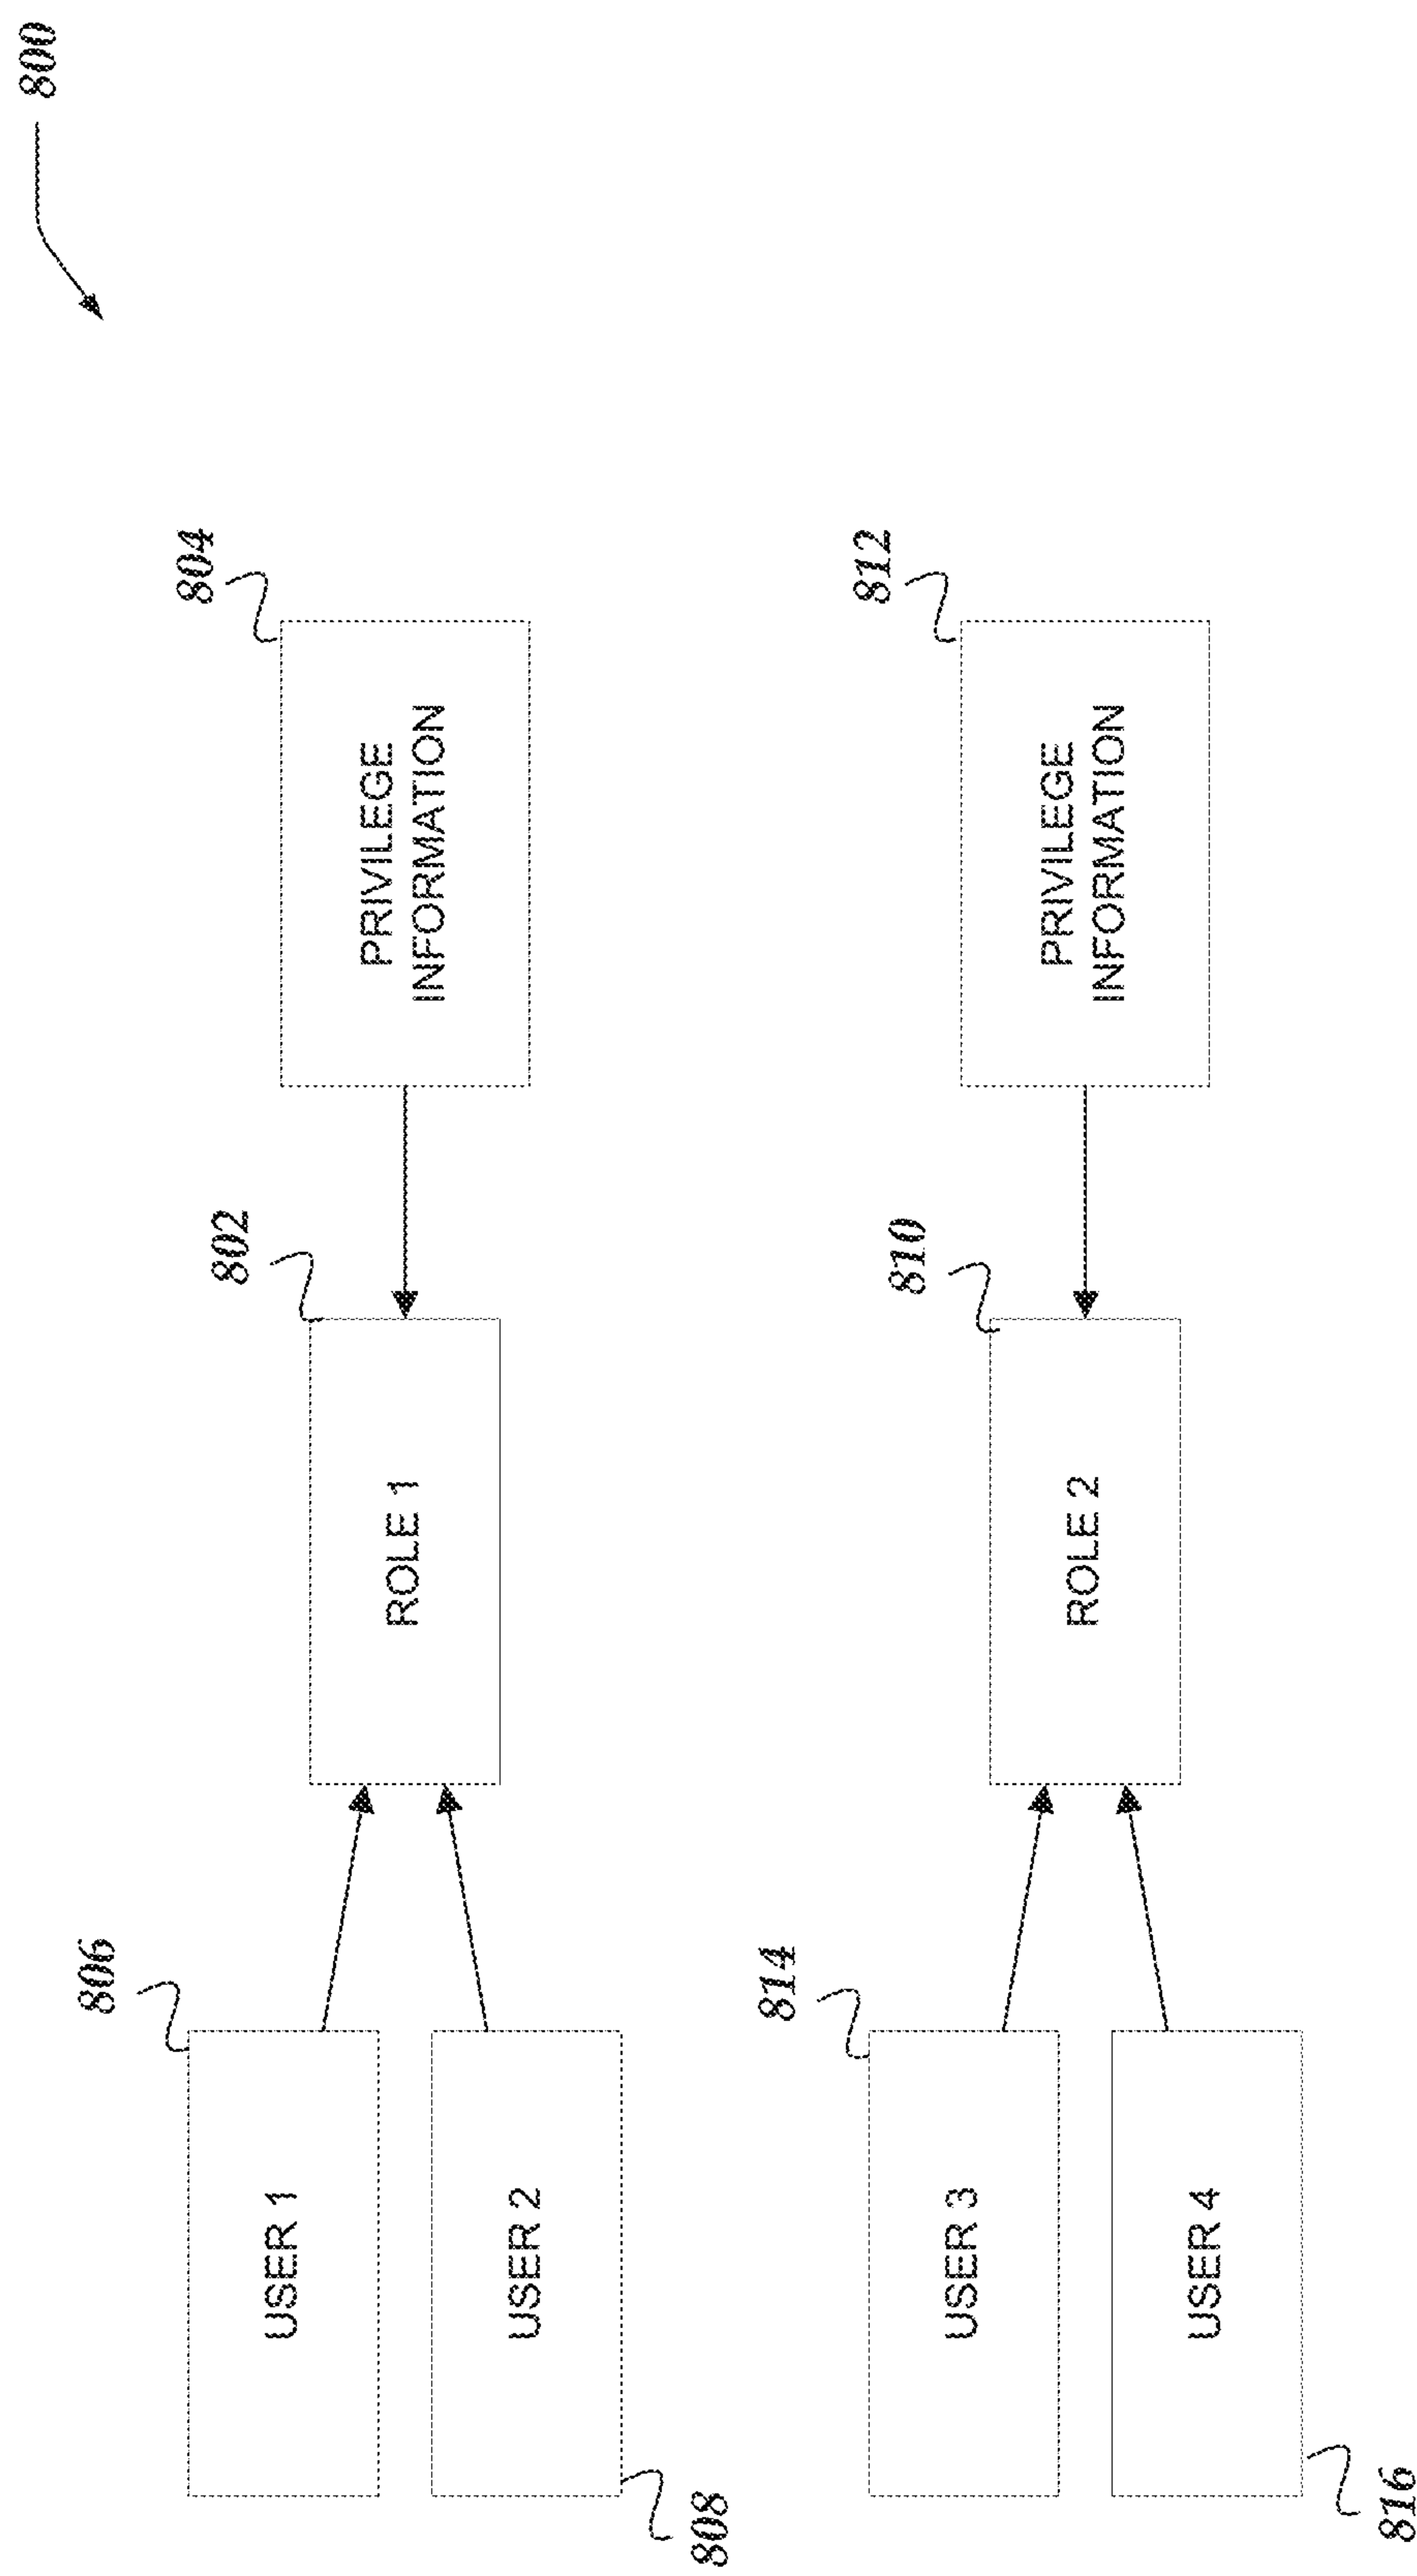 800
806
USER 1
USER 2
808
802
ROLE 1
804
PRIVILEGE
INFORMATION
814
USER 3
USER 4
816
810
ROLE 2
812
PRIVILEGE
INFORMATION